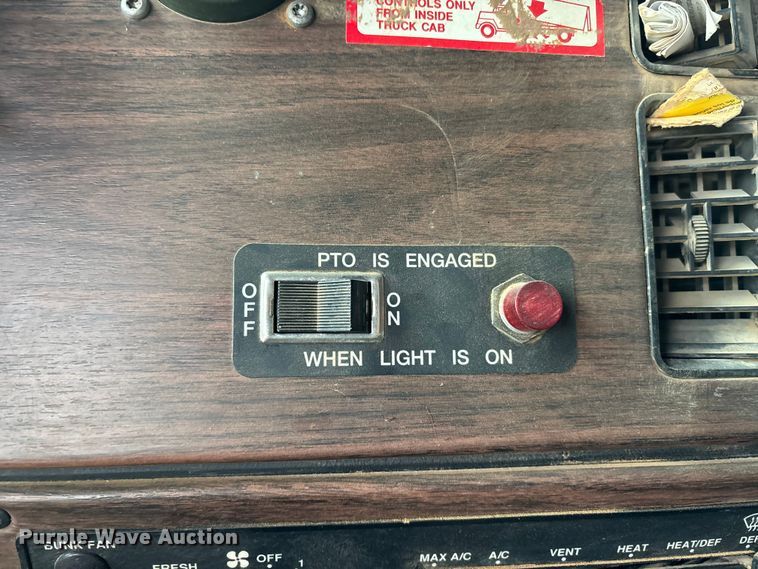 CONTROLS ONLY
FROM INSIDE
TRUCK CAB
PTO IS ENGAGED
OFF
ON
WHEN LIGHT IS ON
Purple Wave Auction
BUNK FAN
FRESH
OFF 1
MAX A/C A/C VENT HEAT HEAT/DEF DEF